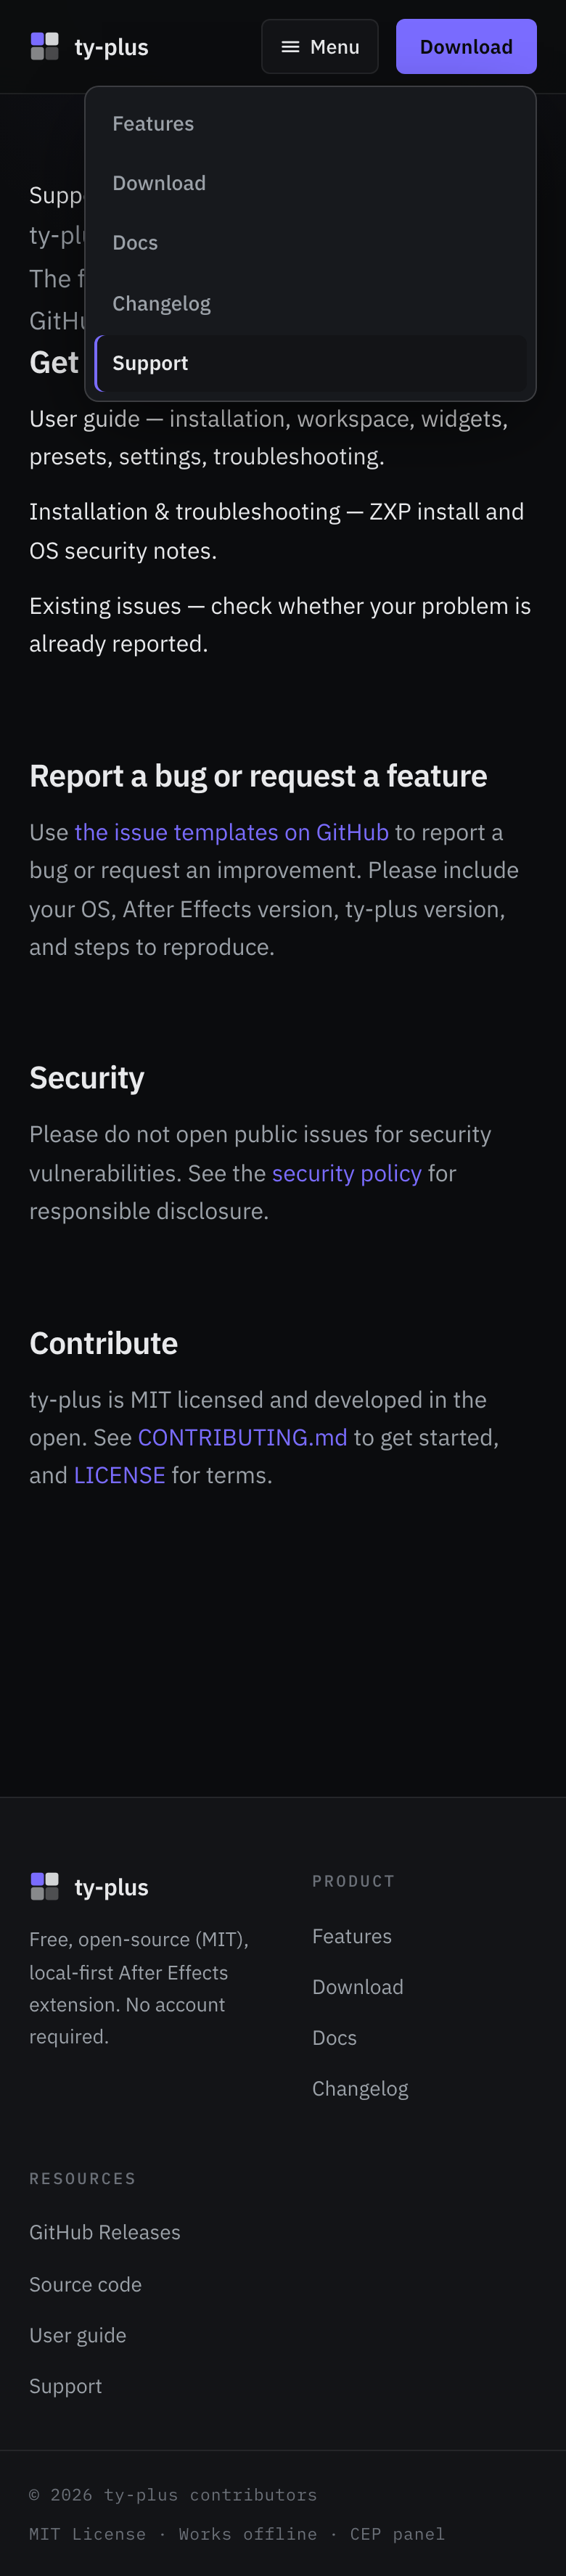 ty-plus
Menu
Download
Features
Download
Docs
Changelog
Support
The
Get
User guide — installation, workspace, widgets,
presets, settings, troubleshooting.
Installation & troubleshooting — ZXP install and
OS security notes.
Existing issues — check whether your problem is
already reported.
Report a bug or request a feature
Use the issue templates on GitHub to report a
bug or request an improvement. Please include
your OS, After Effects version, ty-plus version,
and steps to reproduce.
Security
Please do not open public issues for security
vulnerabilities. See the security policy for
responsible disclosure.
Contribute
ty-plus is MIT licensed and developed in the
open. See CONTRIBUTING.md to get started,
and LICENSE for terms.
ty-plus
Free, open-source (MIT),
local-first After Effects
extension. No account
required.
PRODUCT
Features
Download
Docs
Changelog
RESOURCES
GitHub Releases
Source code
User guide
Support
© 2026 ty-plus contributors
MIT License · Works offline · CEP panel